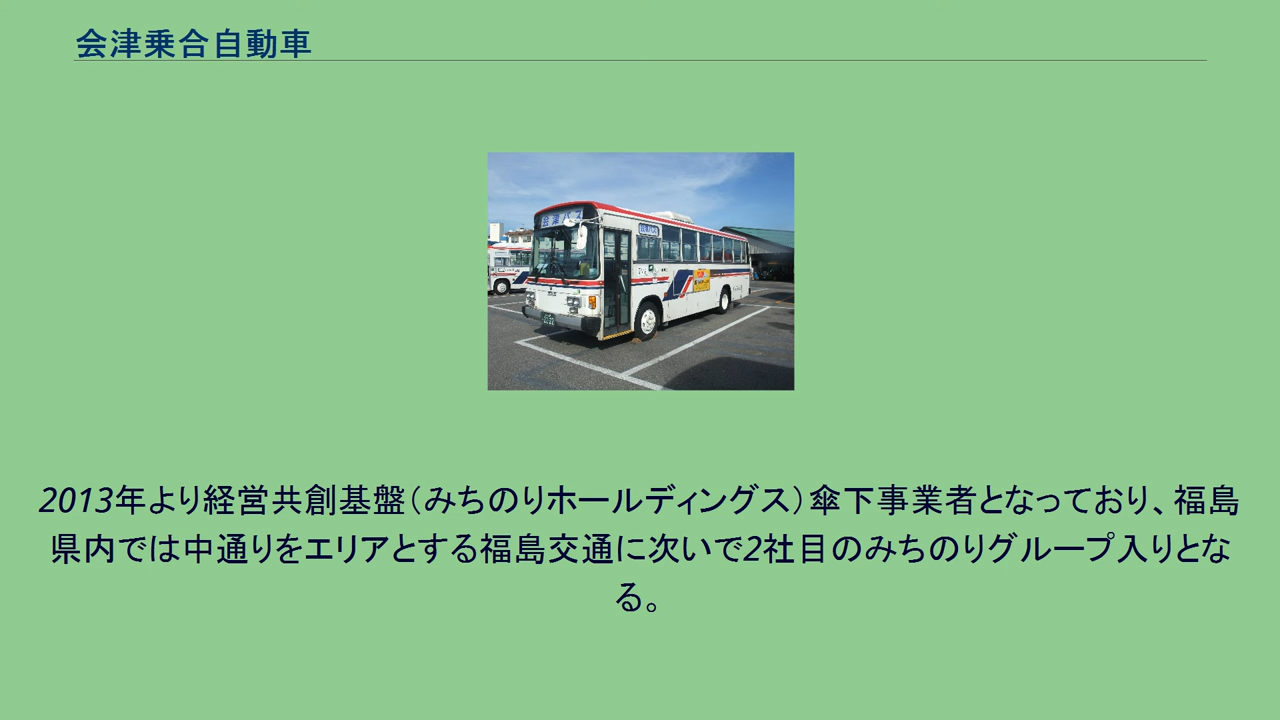 会津乗合自動車
会津バス
2013年より経営共創基盤（みちのりホールディングス）傘下事業者となっており、福島
県内では中通りをエリアとする福島交通に次いで2社目のみちのりグループ入りとな
る。